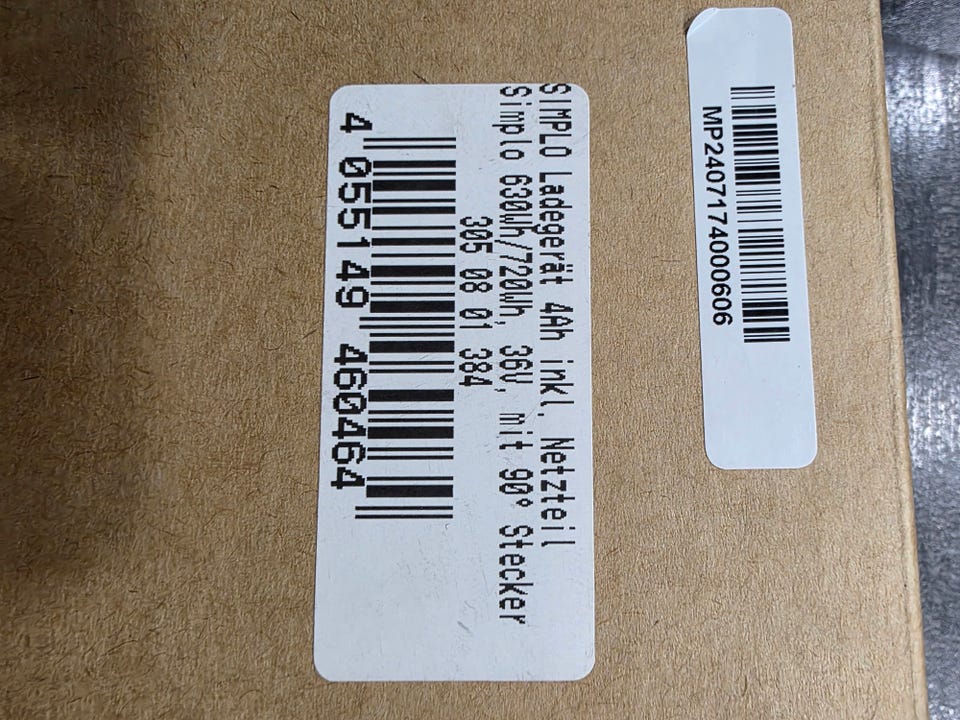 SIMPLO Ladegerät 4Ah inkl. Netzteil
Simplo 630Wh/720Wh, 36V, mit 90° Stecker
305 08 01 384
4 055149 460464
MP2407174000606